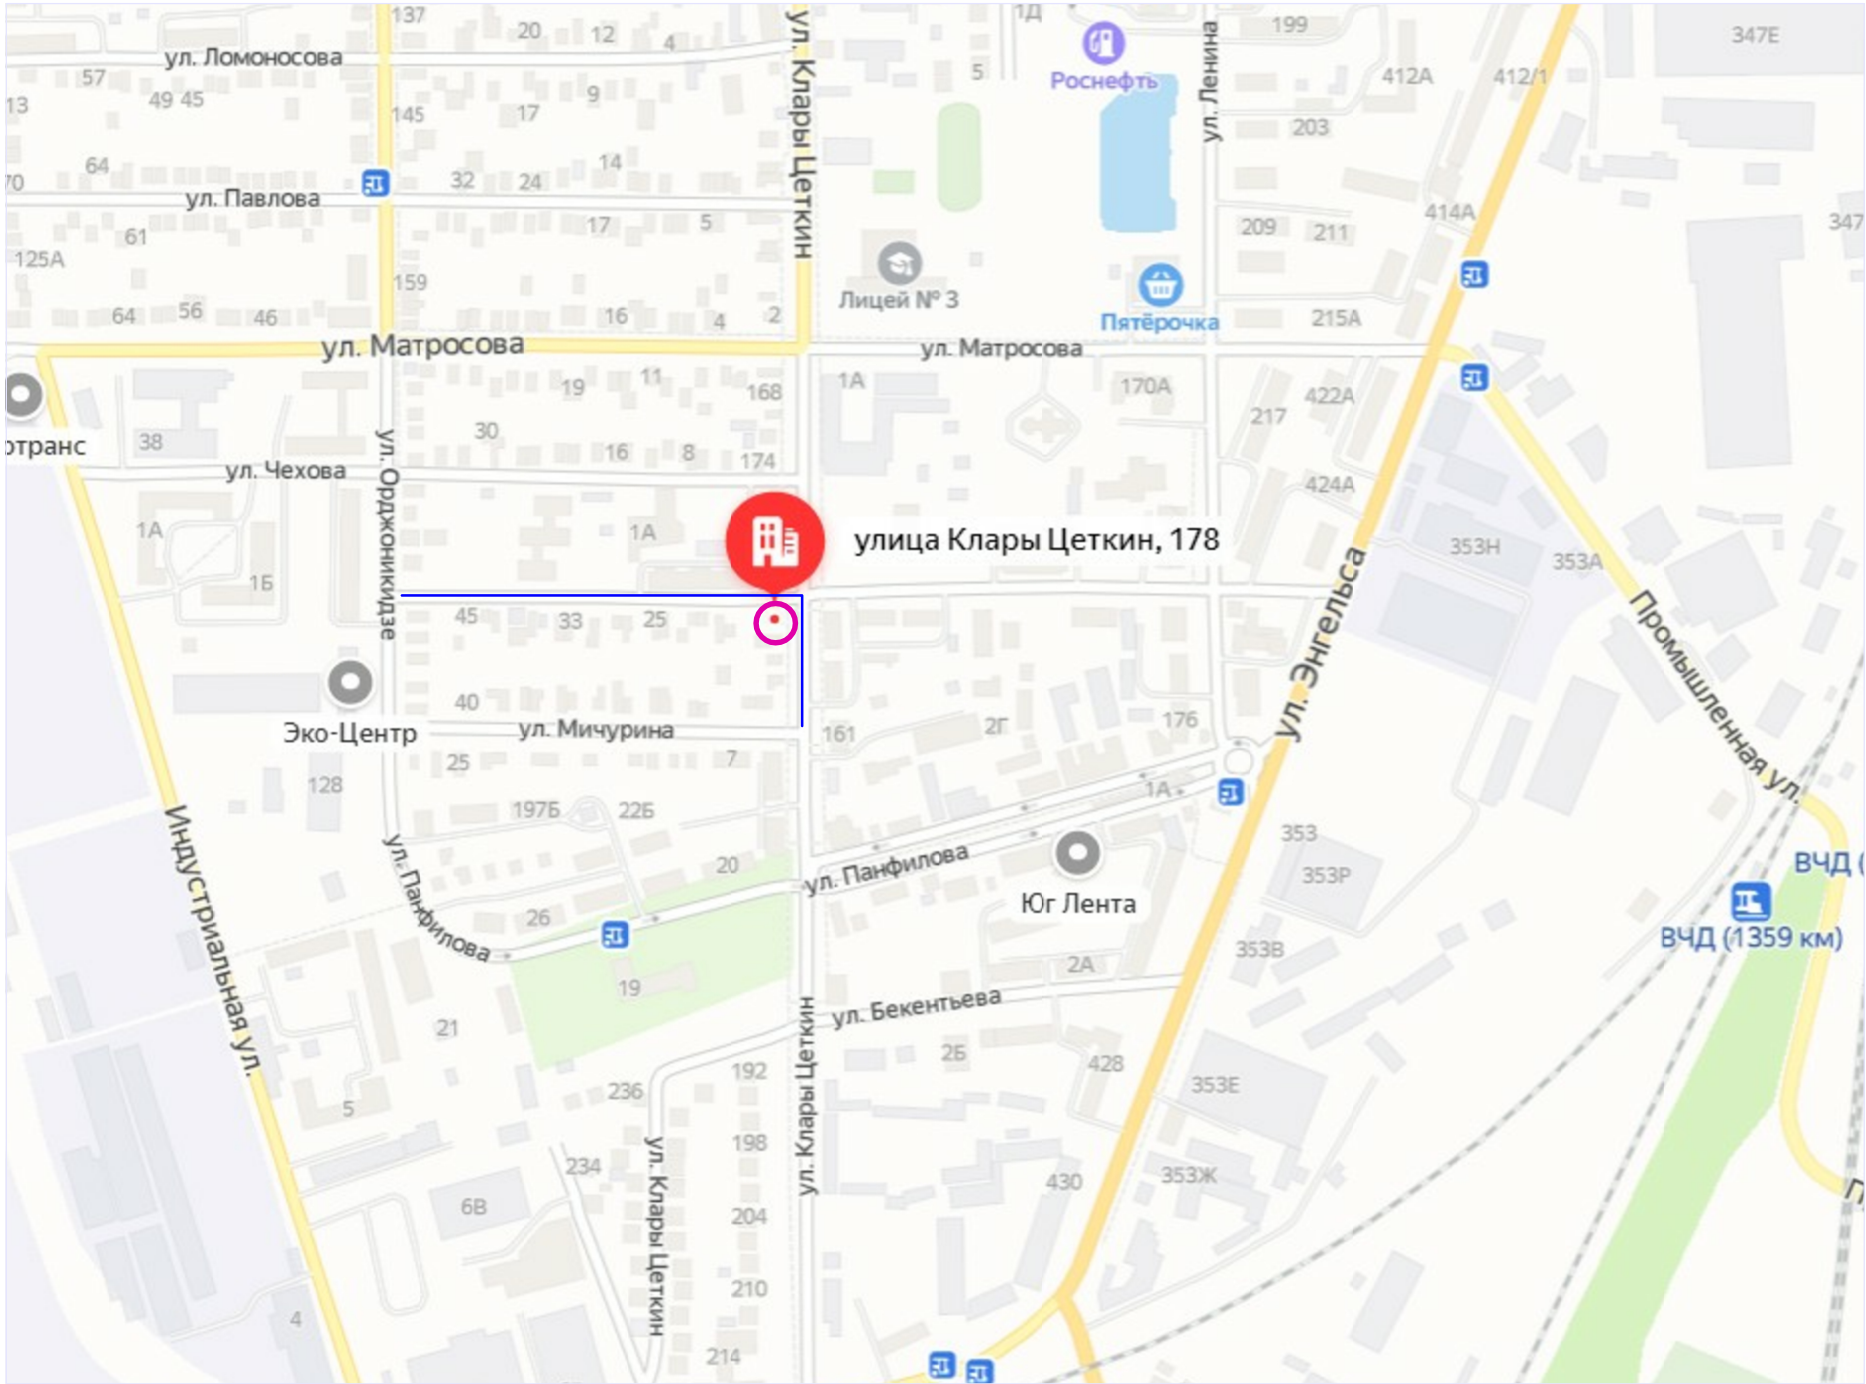 137
20
12
4
1Д
199
347Е
ул. Ломоносова
ул. Клары Цеткин
ул. Ленина
Роснефть
5
412А
412/1
57
49 45
13
145
17
9
203
64
70
32
24
14
ул. Павлова
17
5
414А
209
211
347
61
125А
159
Лицей № 3
64
56
46
16
4
2
Пятёрочка
215А
ул. Матросова
ул. Матросова
19
11
168
1А
170А
422А
217
38
30
отранс
16
8
174
ул. Чехова
ул. Орджоникидзе
424А
1А
1А
улица Клары Цеткин, 178
353Н
353А
1Б
45
33
25
ул. Энгельса
Промышленная ул.
40
Эко-Центр
ул. Мичурина
161
2Г
176
25
7
128
1А
197Б
22Б
353
Индустриальная ул.
ул. Панфилова
20
ул. Панфилова
353Р
ВЧД (
Юг Лента
26
353В
ВЧД (1359 км)
2А
19
ул. Бекентьева
21
ул. Клары Цеткин
2Б
428
192
236
353Е
5
198
ул. Клары Цеткин
234
430
353Ж
П
6В
204
210
4
214